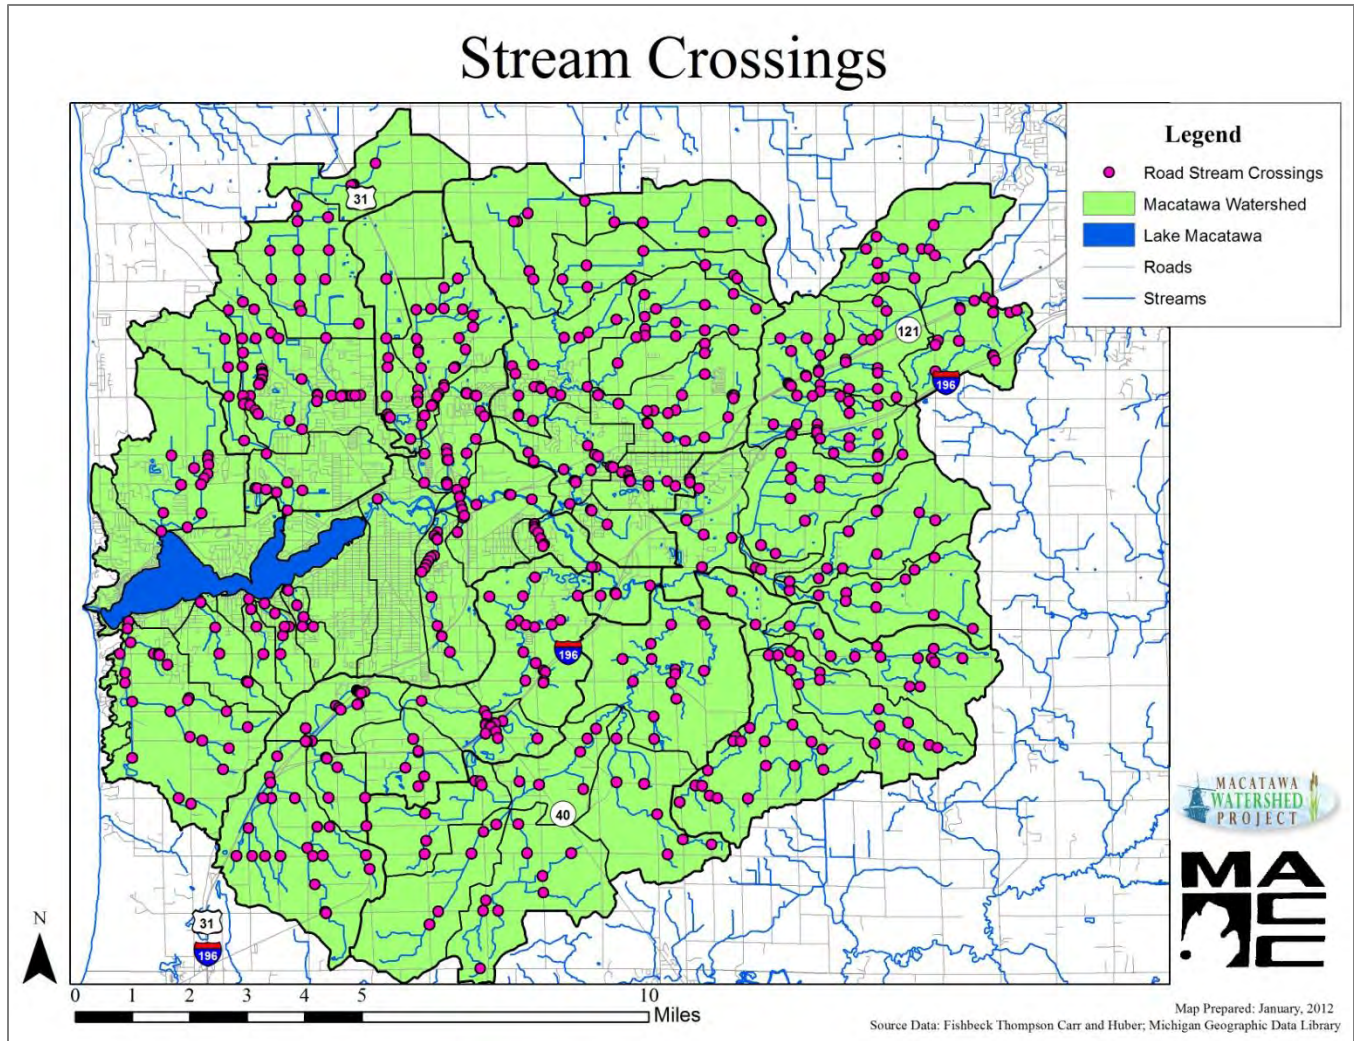 Stream Crossings
Legend
Road Stream Crossings
Macatawa Watershed
Lake Macatawa
Roads
Streams
31
121
196
196
40
31
196
N
0 1 2 3 4 5 10
Miles
MACATAWA
WATERSHED
PROJECT
MACC
Map Prepared: January, 2012
Source Data: Fishbeck Thompson Carr and Huber; Michigan Geographic Data Library